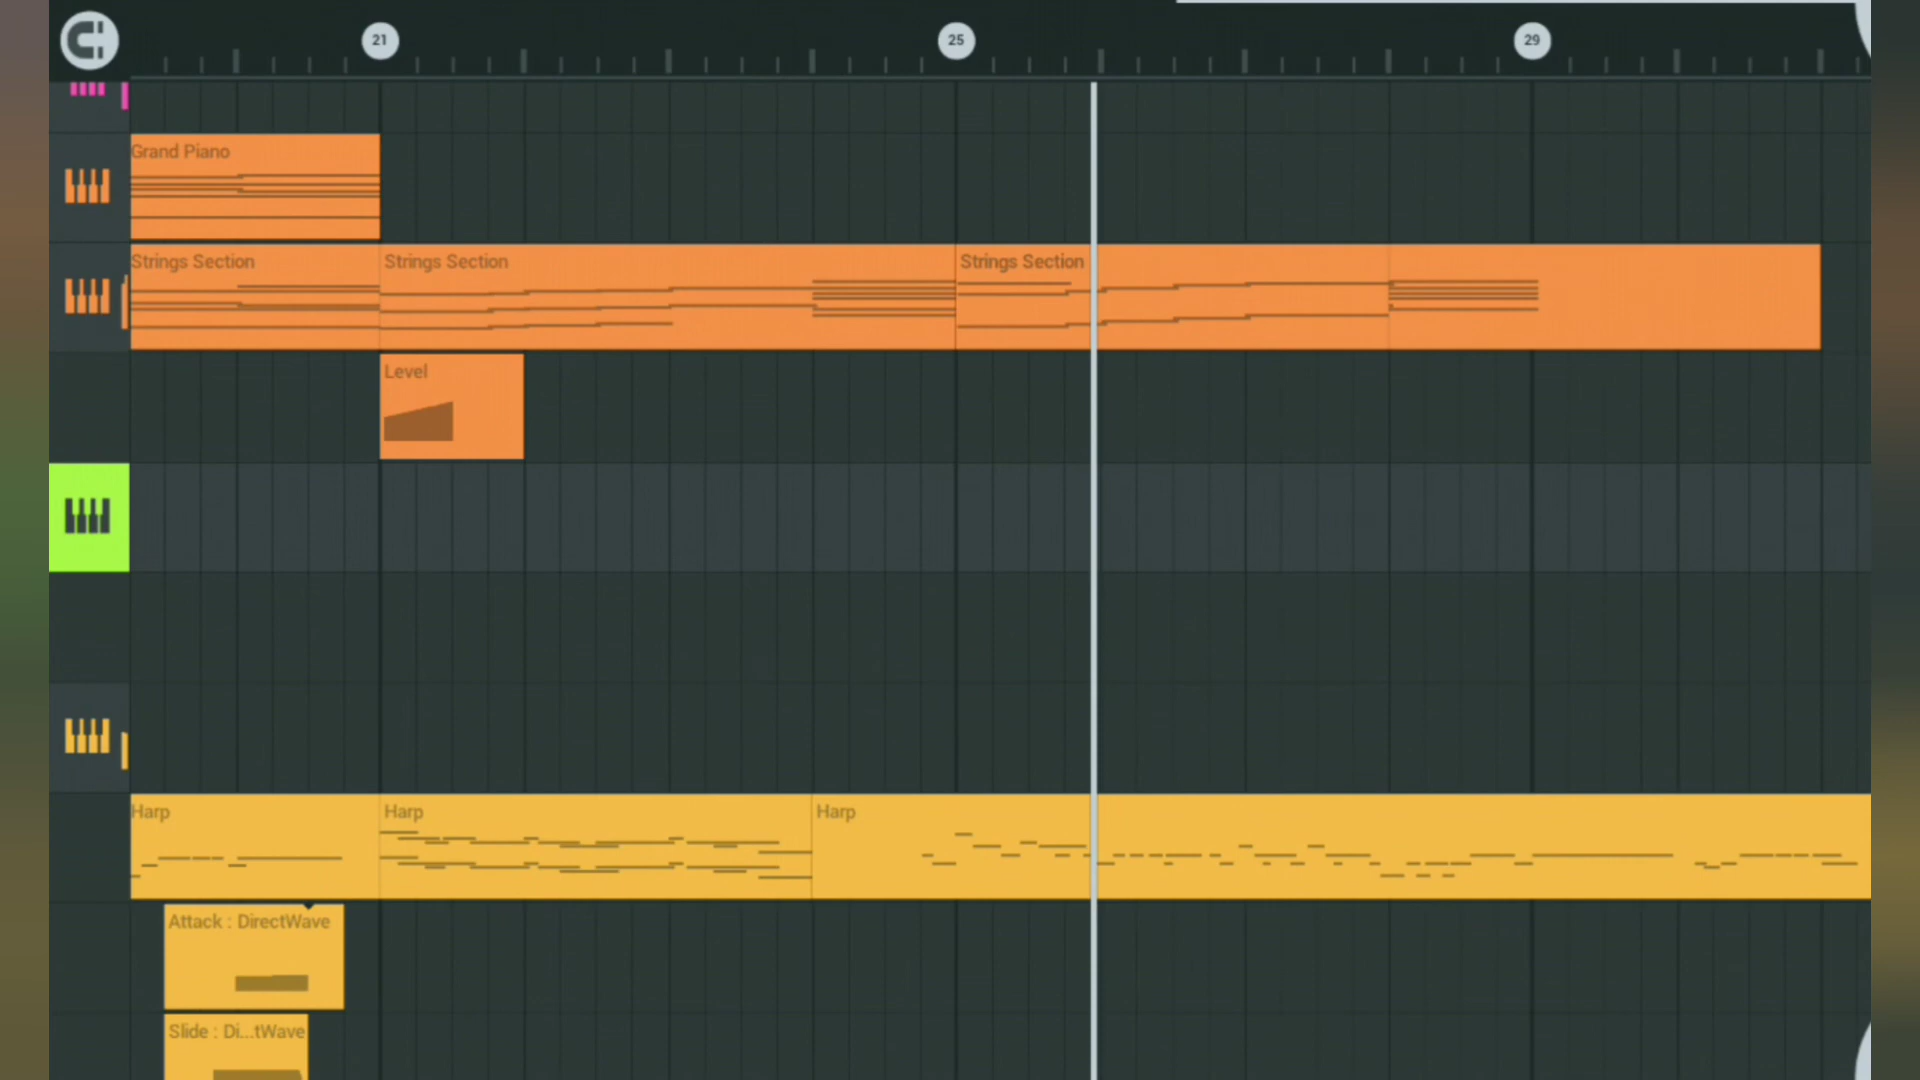 21 25 29
Grand Piano
Strings Section Strings Section Strings Section
Level
Harp Harp Harp
Attack : DirectWave
Slide : Di...tWave